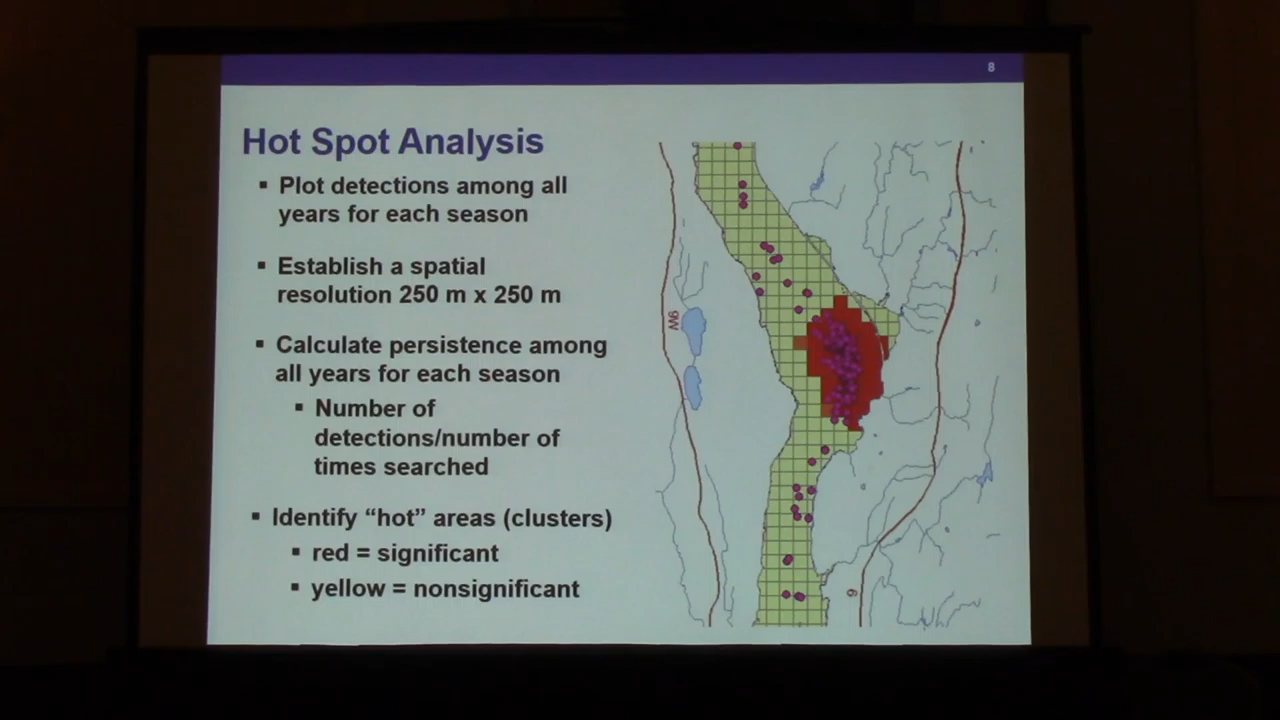 8
Hot Spot Analysis
▪ Plot detections among all
years for each season
▪ Establish a spatial
resolution 250 m x 250 m
▪ Calculate persistence among
all years for each season
▪ Number of
detections/number of
times searched
▪ Identify “hot” areas (clusters)
▪ red = significant
▪ yellow = nonsignificant
9W
9